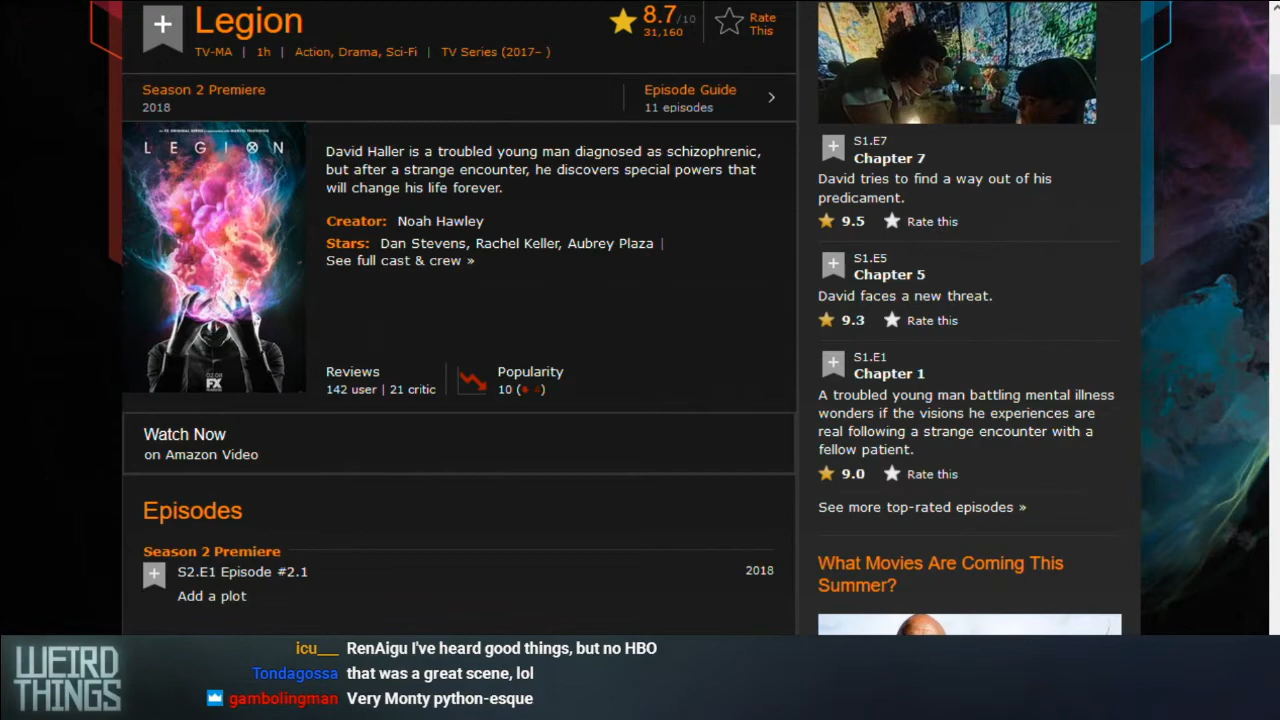 Legion
8.7/10
31,160
Rate This
TV-MA | 1h | Action, Drama, Sci-Fi | TV Series (2017– )
Season 2 Premiere
2018
Episode Guide
11 episodes
LEGION
FX
David Haller is a troubled young man diagnosed as schizophrenic,
but after a strange encounter, he discovers special powers that
will change his life forever.
Creator: Noah Hawley
Stars: Dan Stevens, Rachel Keller, Aubrey Plaza |
See full cast & crew »
Reviews
142 user | 21 critic
Popularity
10
Watch Now
on Amazon Video
Episodes
Season 2 Premiere
S2.E1 Episode #2.1
2018
Add a plot
S1.E7
Chapter 7
David tries to find a way out of his
predicament.
9.5 Rate this
S1.E5
Chapter 5
David faces a new threat.
9.3 Rate this
S1.E1
Chapter 1
A troubled young man battling mental illness
wonders if the visions he experiences are
real following a strange encounter with a
fellow patient.
9.0 Rate this
See more top-rated episodes »
What Movies Are Coming This
Summer?
WEIRD
THINGS
icu___ RenAigu I've heard good things, but no HBO
Tondagossa that was a great scene, lol
gambolingman Very Monty python-esque